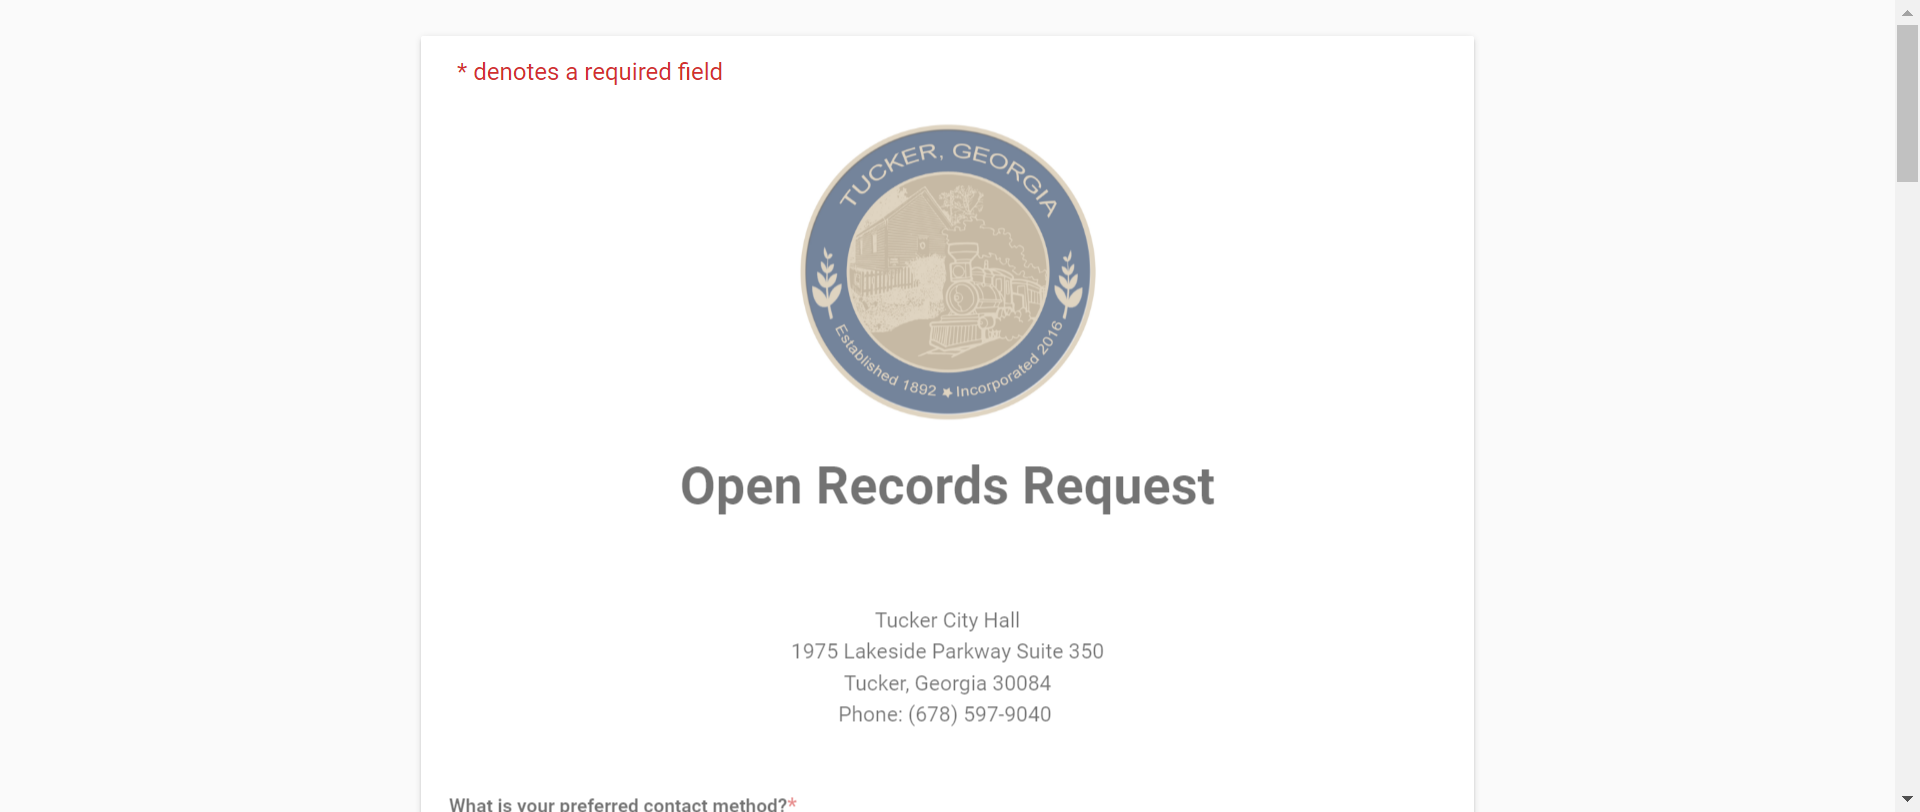 * denotes a required field
TUCKER, GEORGIA
Established 1892 ★ Incorporated 2016
Open Records Request
Tucker City Hall
1975 Lakeside Parkway Suite 350
Tucker, Georgia 30084
Phone: (678) 597-9040
What is your preferred contact method?*